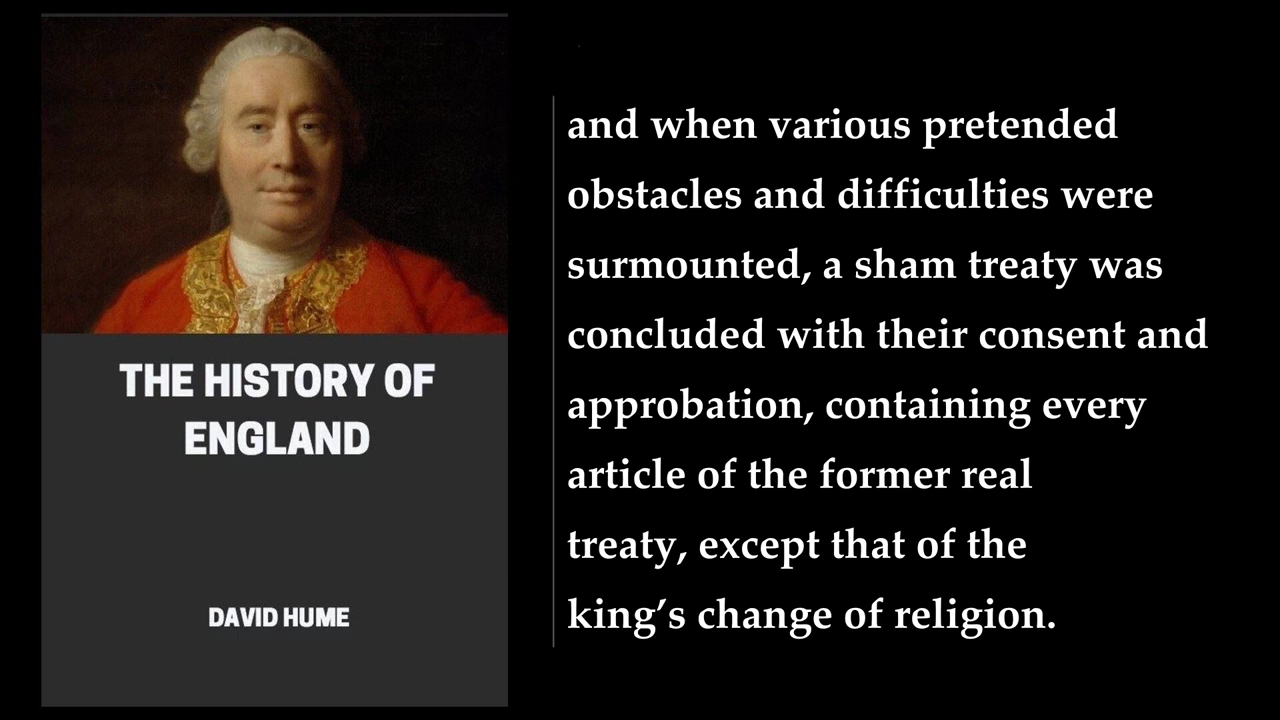 THE HISTORY OF
ENGLAND
DAVID HUME
and when various pretended
obstacles and difficulties were
surmounted, a sham treaty was
concluded with their consent and
approbation, containing every
article of the former real
treaty, except that of the
king’s change of religion.